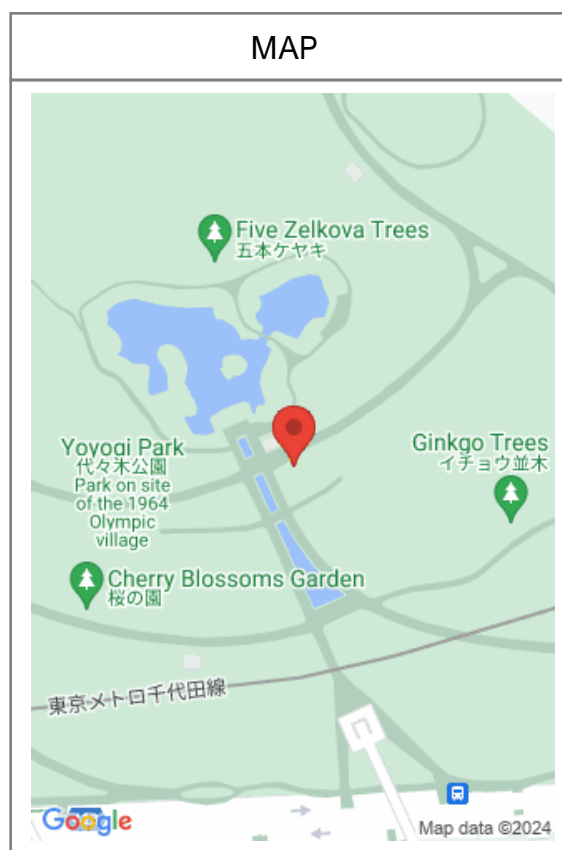 MAP
Five Zelkova Trees
五本ケヤキ
Yoyogi Park
代々木公園
Park on site
of the 1964
Olympic
village
Ginkgo Trees
イチョウ並木
Cherry Blossoms Garden
桜の園
東京メトロ千代田線
Google
Map data ©2024